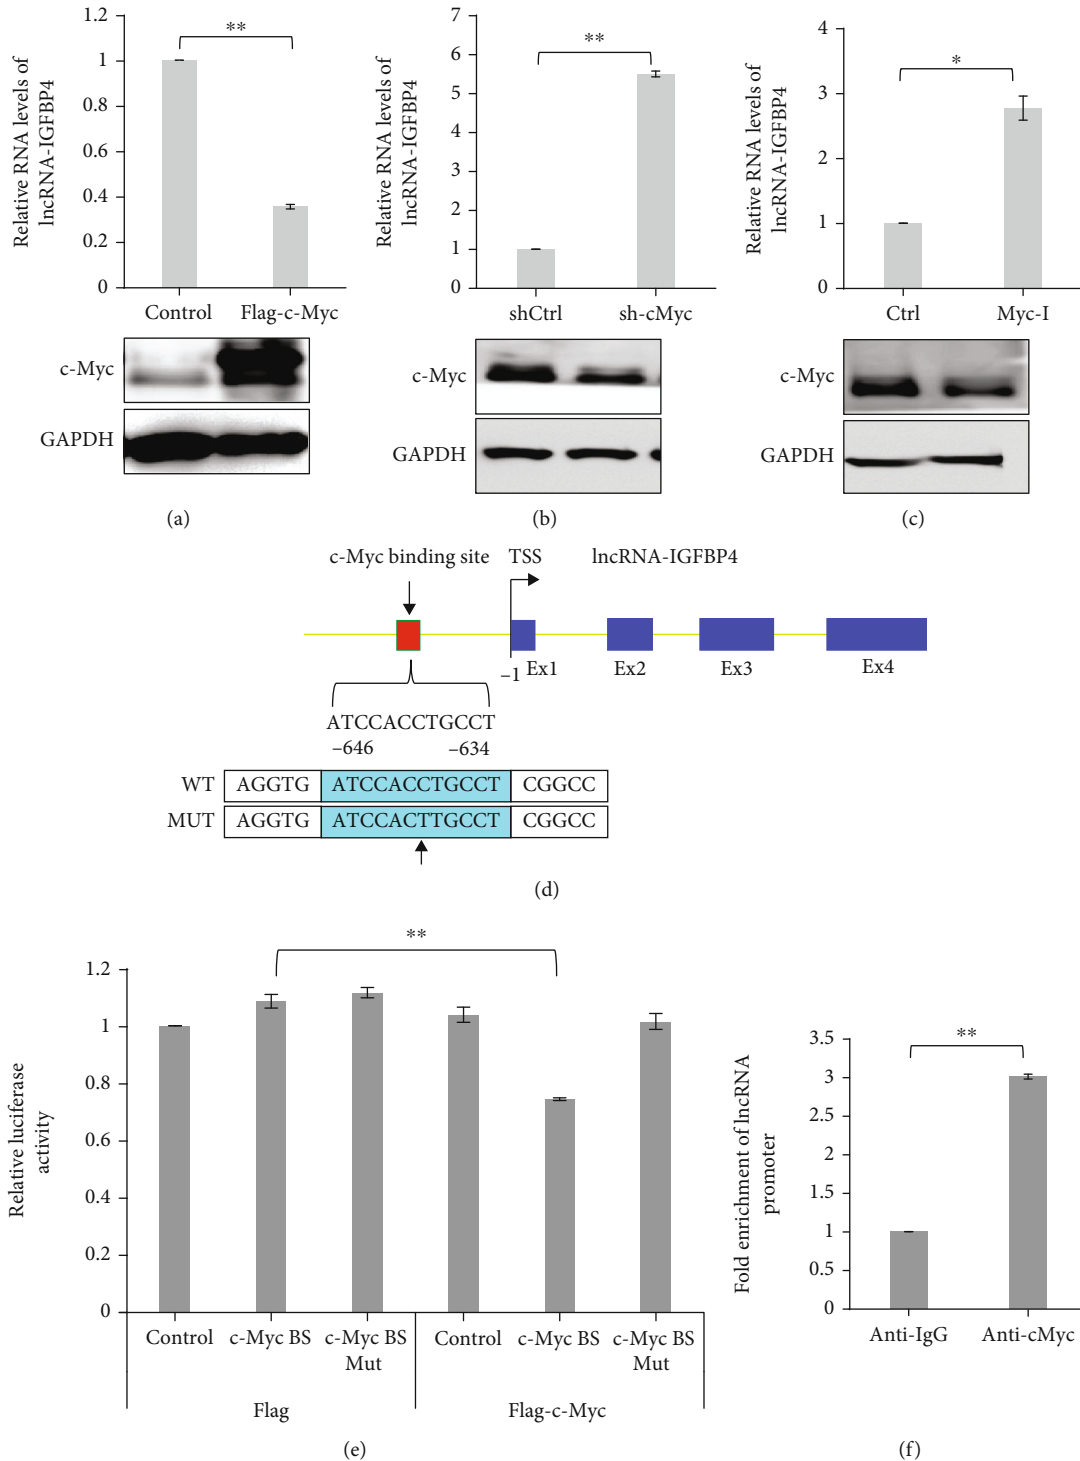 Relative RNA levels of
lncRNA-IGFBP4
1.2
1
0.8
0.6
0.4
0.2
0
**
Control Flag-c-Myc
c-Myc
GAPDH
(a)
Relative RNA levels of
lncRNA-IGFBP4
7
6
5
4
3
2
1
0
**
shCtrl sh-cMyc
c-Myc
GAPDH
(b)
Relative RNA levels of
lncRNA-IGFBP4
4
3
2
1
0
*
Ctrl Myc-I
c-Myc
GAPDH
(c)
c-Myc binding site TSS lncRNA-IGFBP4
–1 Ex1 Ex2 Ex3 Ex4
ATCCACCTGCCT
–646 –634
WT AGGTG ATCCACCTGCCT CGGCC
MUT AGGTG ATCCACTTGCCT CGGCC
(d)
Relative luciferase
activity
1.2
1
0.8
0.6
0.4
0.2
0
**
Control c-Myc BS c-Myc BS Control c-Myc BS c-Myc BS
Mut Mut
Flag Flag-c-Myc
(e)
Fold enrichment of lncRNA
promoter
3.5
3
2.5
2
1.5
1
0.5
0
**
Anti-IgG Anti-cMyc
(f)